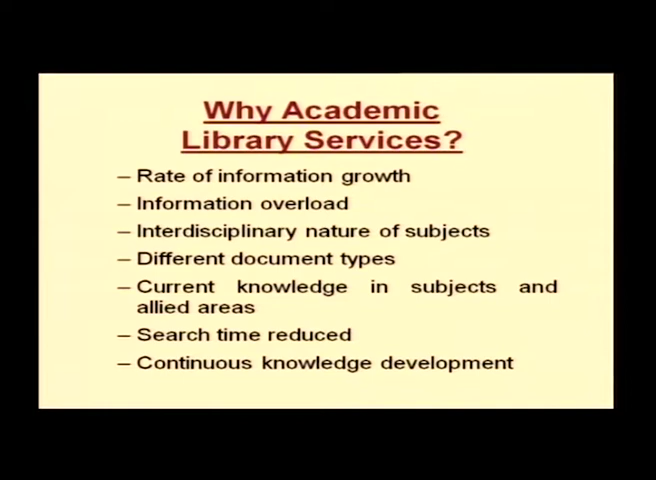 Why Academic
Library Services?
– Rate of information growth
– Information overload
– Interdisciplinary nature of subjects
– Different document types
– Current knowledge in subjects and
allied areas
– Search time reduced
– Continuous knowledge development